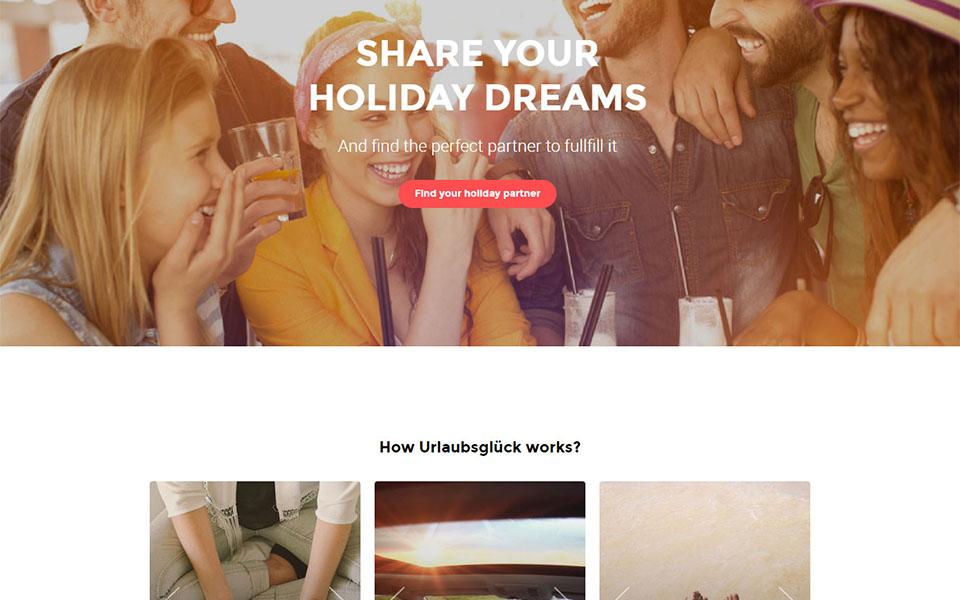 SHARE YOUR
HOLIDAY DREAMS
And find the perfect partner to fullfill it
Find your holiday partner
How Urlaubsglück works?